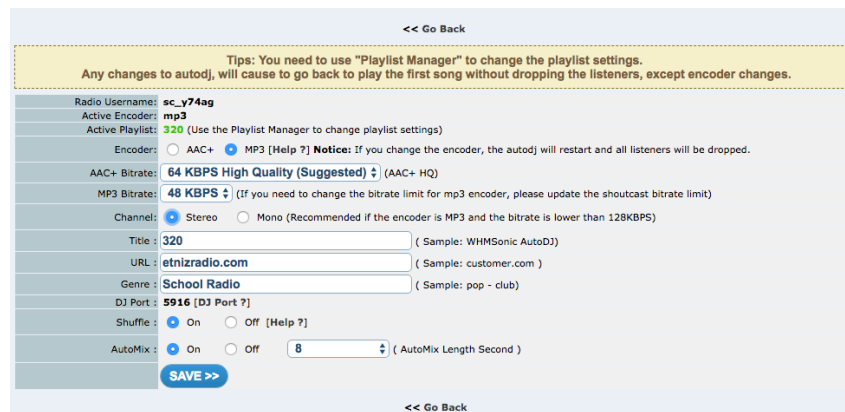 << Go Back
Tips: You need to use "Playlist Manager" to change the playlist settings.
Any changes to autodj, will cause to go back to play the first song without dropping the listeners, except encoder changes.
Radio Username: sc_y74ag
Active Encoder: mp3
Active Playlist: 320 (Use the Playlist Manager to change playlist settings)
Encoder: AAC+ MP3 [Help ?] Notice: If you change the encoder, the autodj will restart and all listeners will be dropped.
AAC+ Bitrate: 64 KBPS High Quality (Suggested) (AAC+ HQ)
MP3 Bitrate: 48 KBPS (If you need to change the bitrate limit for mp3 encoder, please update the shoutcast bitrate limit)
Channel: Stereo Mono (Recommended if the encoder is MP3 and the bitrate is lower than 128KBPS)
Title : 320 ( Sample: WHMSonic AutoDJ)
URL : etnizradio.com ( Sample: customer.com )
Genre : School Radio ( Sample: pop - club)
DJ Port : 5916 [DJ Port ?]
Shuffle : On Off [Help ?]
AutoMix : On Off 8 ( AutoMix Length Second )
SAVE >>
<< Go Back